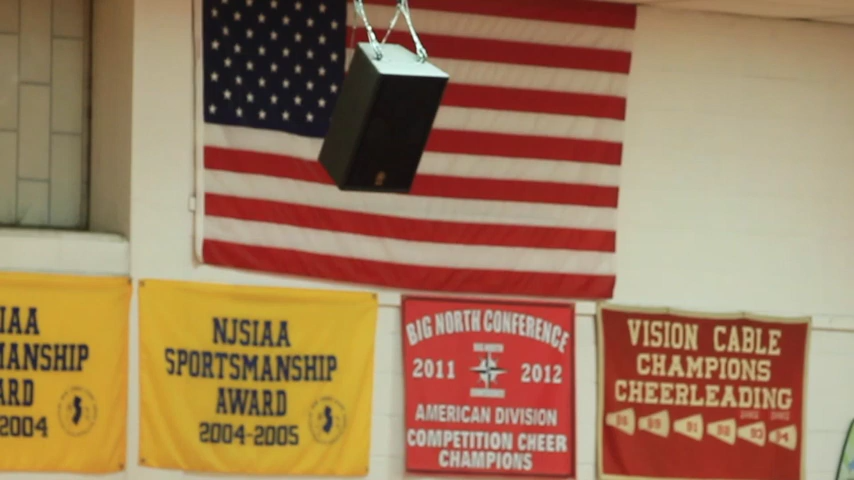 IAA
MANSHIP
ARD
2004
NJSIAA
SPORTSMANSHIP
AWARD
2004-2005
BIG NORTH CONFERENCE
2011 2012
AMERICAN DIVISION
COMPETITION CHEER
CHAMPIONS
VISION CABLE
CHAMPIONS
CHEERLEADING